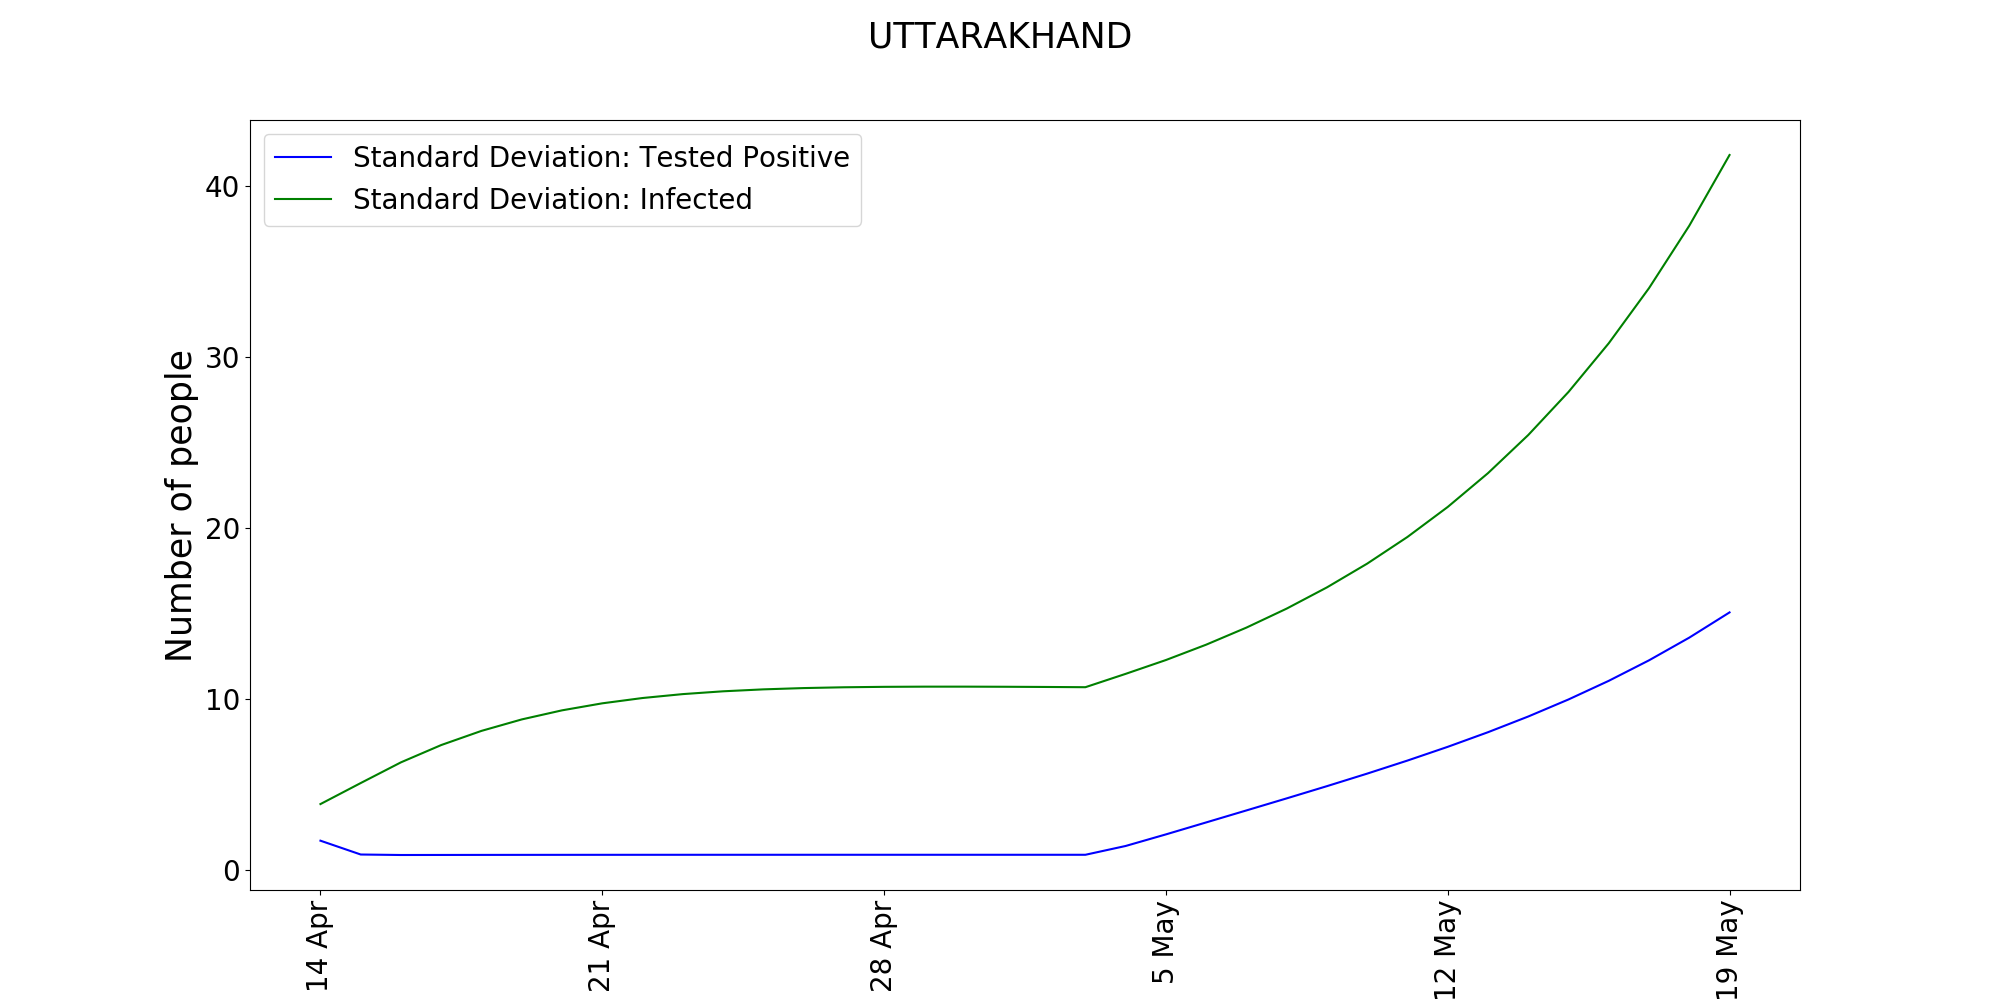 UTTARAKHAND
Standard Deviation: Tested Positive
Standard Deviation: Infected
Number of people
40
30
20
10
0
14 Apr
21 Apr
28 Apr
5 May
12 May
19 May